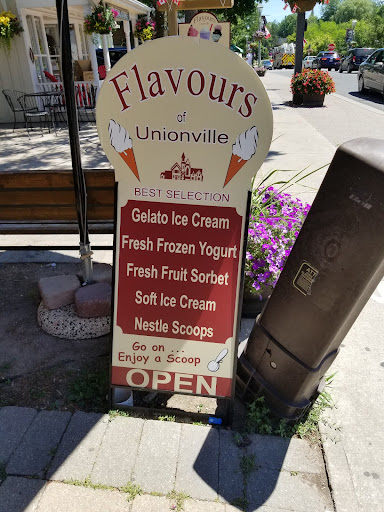 Flavours
of
Unionville
BEST SELECTION
Gelato Ice Cream
Fresh Frozen Yogurt
Fresh Fruit Sorbet
Soft Ice Cream
Nestle Scoops
Go on ...
Enjoy a Scoop
OPEN